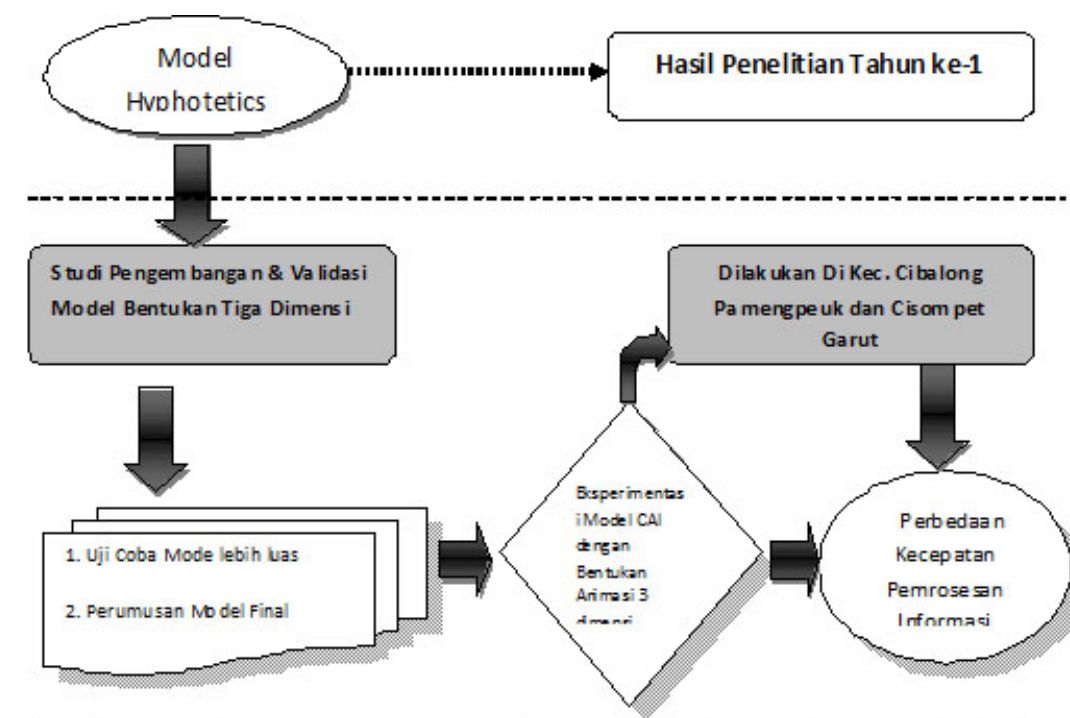 Model
Hyphotetics
Hasil Penelitian Tahun ke-1
Studi Pengembangan & Validasi
Model Bentukan Tiga Dimensi
Dilakukan Di Kec. Cibalong
Pamengpeuk dan Cisompet
Garut
1. Uji Coba Mode lebih luas
2. Perumusan Model Final
Eksperimentas
i Model CAI
dengan
Bentukan
Animasi 3
dimensi
Perbedaan
Kecepatan
Pemrosesan
Informasi